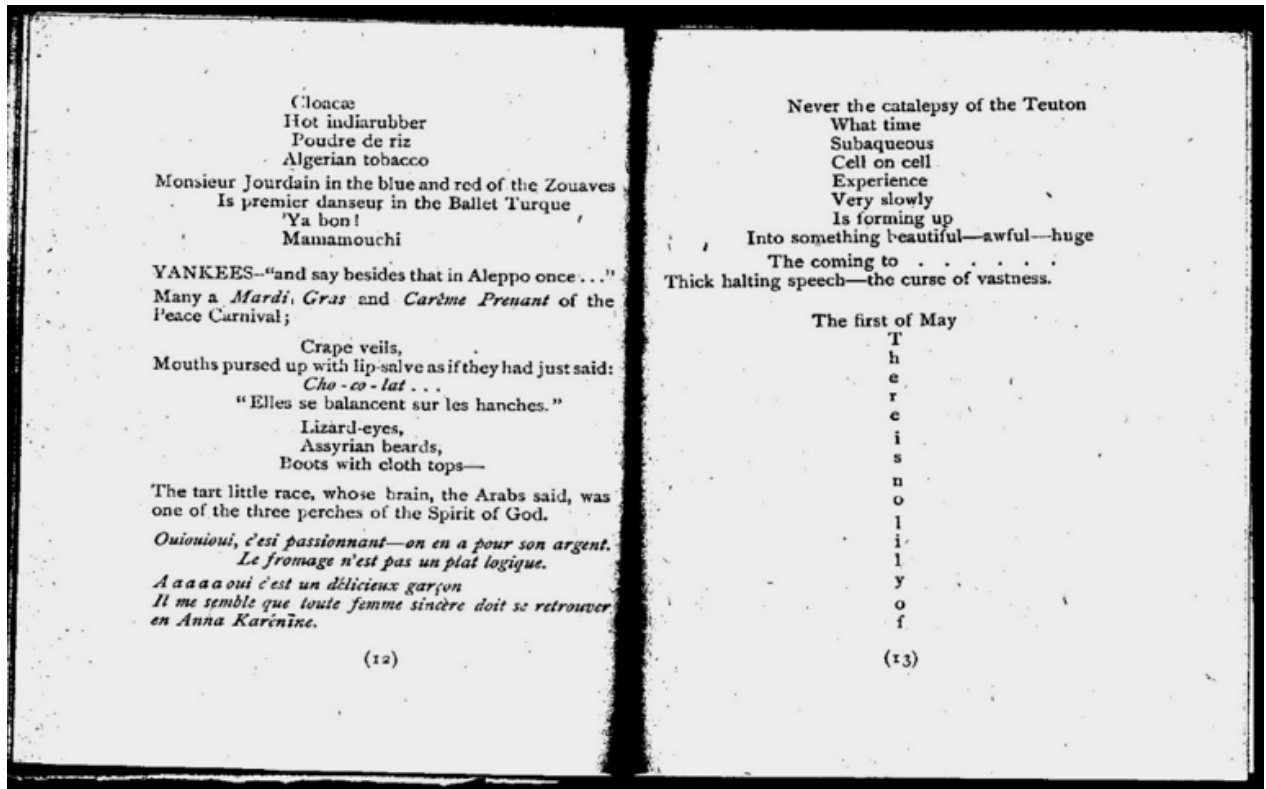 Cloacæ
Hot indiarubber
Poudre de riz
Algerian tobacco
Monsieur Jourdain in the blue and red of the Zouaves
Is premier danseur in the Ballet Turque
'Ya bon !
Mamamouchi
YANKEES--"and say besides that in Aleppo once . . ."
Many a Mardi Gras and Carême Prenant of the
Peace Carnival ;
Crape veils,
Mouths pursed up with lip-salve as if they had just said:
Cho - co - lat . . .
"Elles se balancent sur les hanches."
Lizard-eyes,
Assyrian beards,
Boots with cloth tops—
The tart little race, whose brain, the Arabs said, was
one of the three perches of the Spirit of God.
Ouiouioui, c'esi passionnant—on en a pour son argent.
Le fromage n'est pas un plat logique.
A a a a a oui c'est un délicieux garçon
Il me semble que toute femme sincère doit se retrouver
en Anna Karénine.
(12)
Never the catalepsy of the Teuton
What time
Subaqueous
Cell on cell
Experience
Very slowly
Is forming up
Into something beautiful—awful—huge
The coming to . . . . . .
Thick halting speech—the curse of vastness.
The first of May
T
h
e
r
e
i
s
n
o
l
i
l
y
o
f
(13)